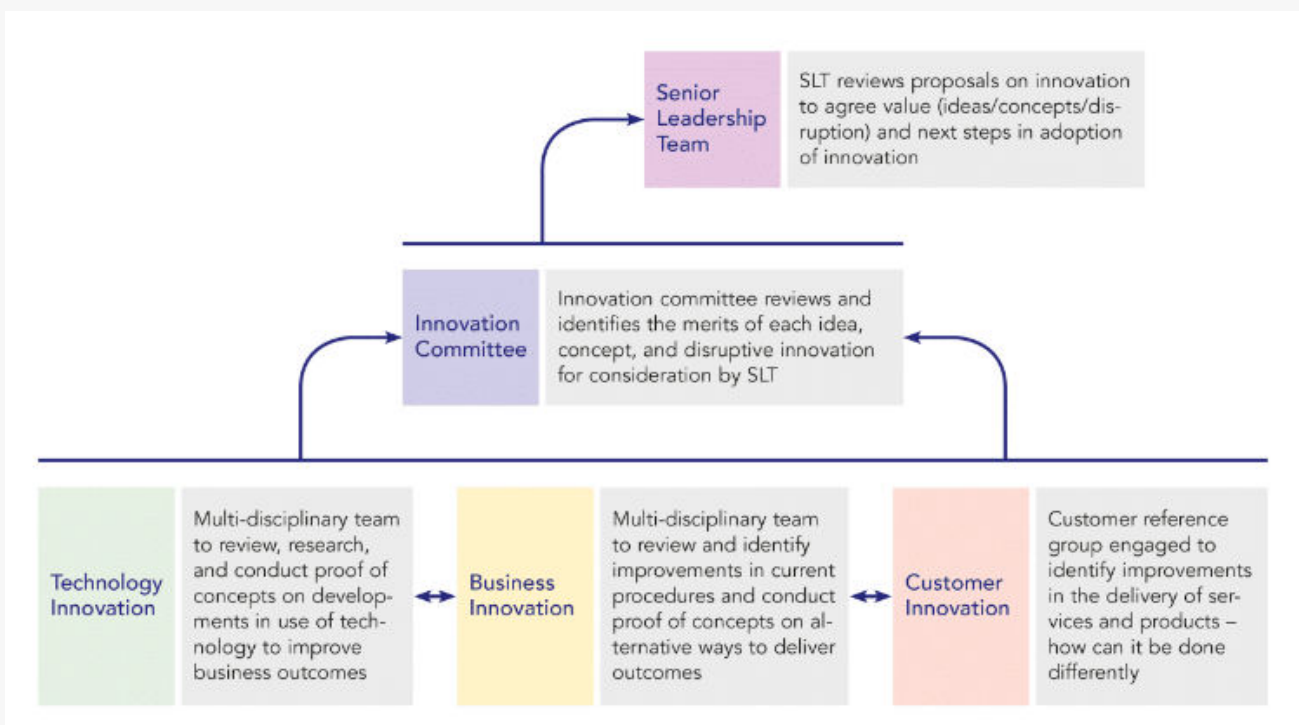 Senior
Leadership
Team
SLT reviews proposals on innovation
to agree value (ideas/concepts/dis-
ruption) and next steps in adoption
of innovation
Innovation
Committee
Innovation committee reviews and
identifies the merits of each idea,
concept, and disruptive innovation
for consideration by SLT
Technology
Innovation
Multi-disciplinary team
to review, research,
and conduct proof of
concepts on develop-
ments in use of tech-
nology to improve
business outcomes
Business
Innovation
Multi-disciplinary team
to review and identify
improvements in current
procedures and conduct
proof of concepts on al-
ternative ways to deliver
outcomes
Customer
Innovation
Customer reference
group engaged to
identify improvements
in the delivery of ser-
vices and products –
how can it be done
differently